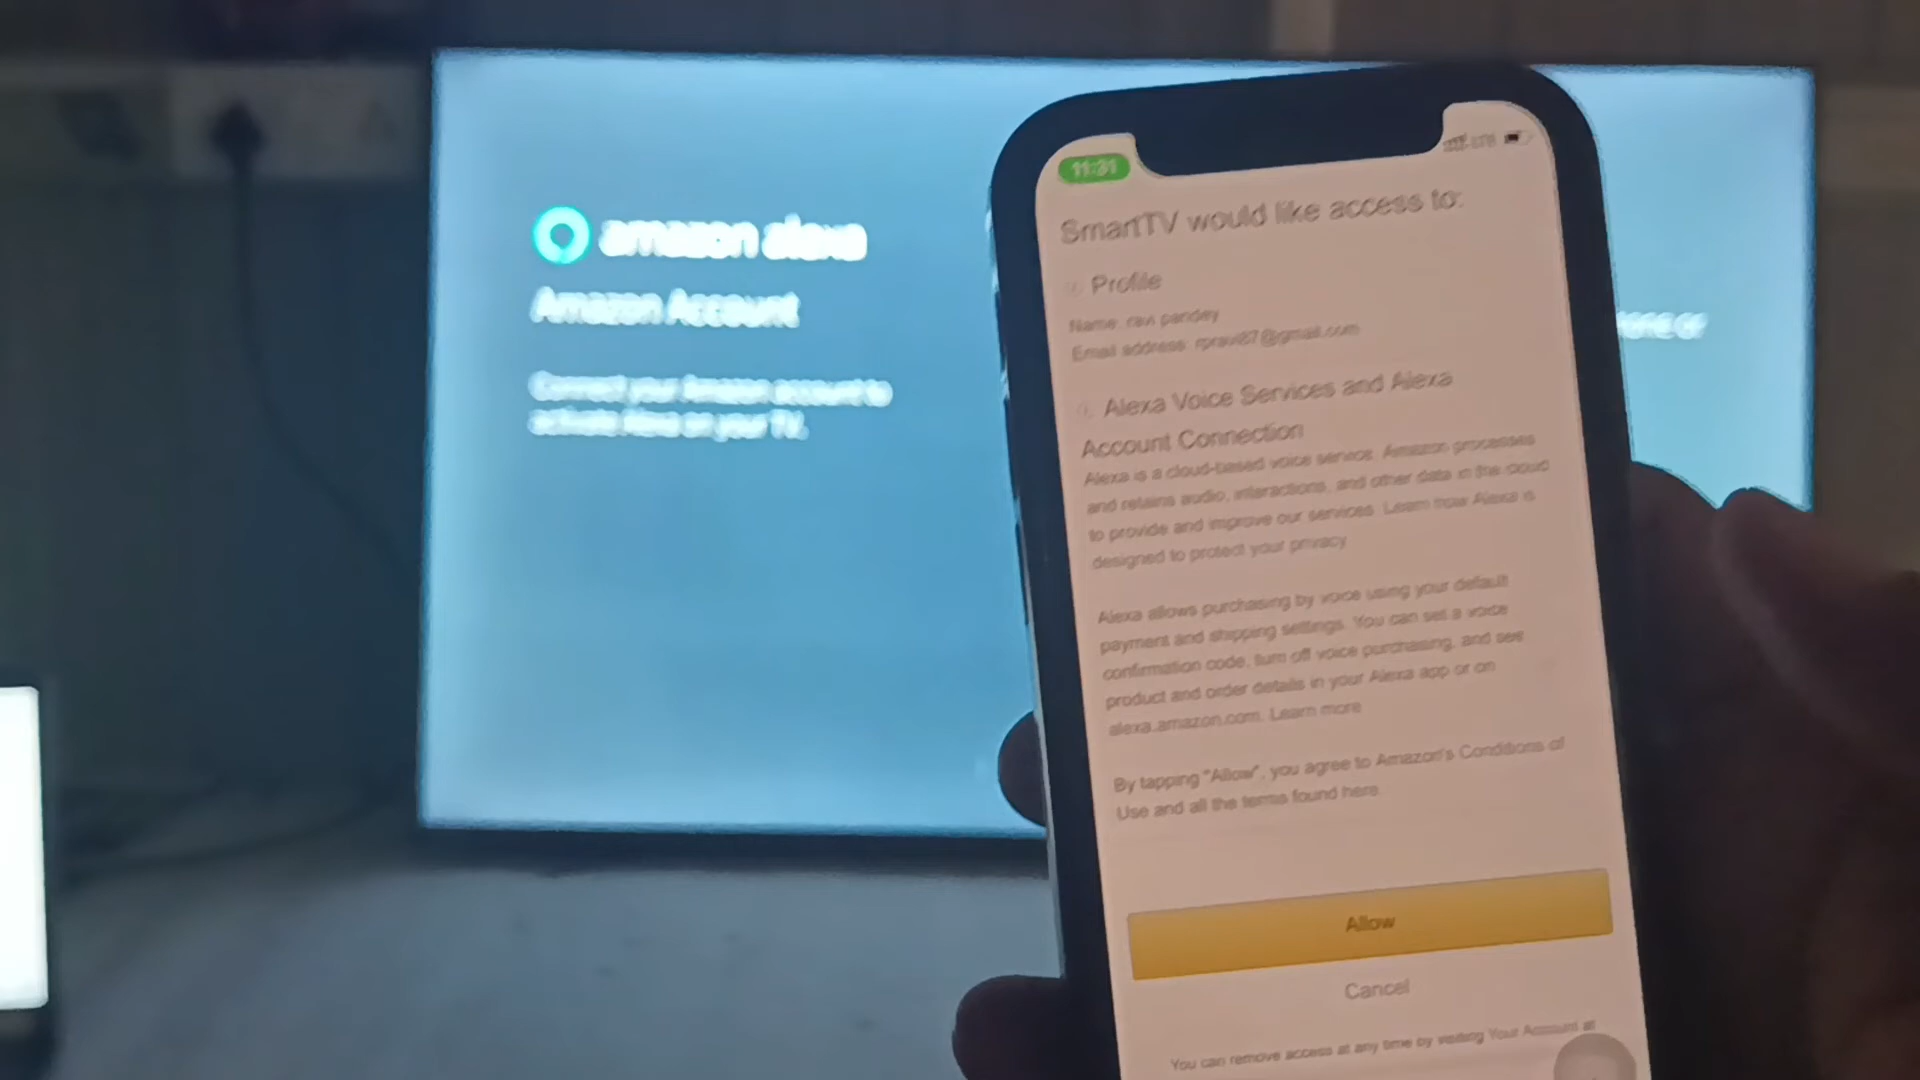 amazon alexa
Amazon Account
Connect your Amazon account to
activate Alexa on your TV.
one or
11:31
LTE
SmartTV would like access to:
Profile
Name: ravi pandey
Email address: rpravi87@gmail.com
Alexa Voice Services and Alexa
Account Connection
Alexa is a cloud-based voice service. Amazon processes
and retains audio, interactions, and other data in the cloud
to provide and improve our services. Learn how Alexa is
designed to protect your privacy
Alexa allows purchasing by voice using your default
payment and shipping settings. You can set a voice
confirmation code, turn off voice purchasing, and see
product and order details in your Alexa app or on
alexa.amazon.com. Learn more
By tapping "Allow", you agree to Amazon's Conditions of
Use and all the terms found here.
Allow
Cancel
You can remove access at any time by visiting Your Account at